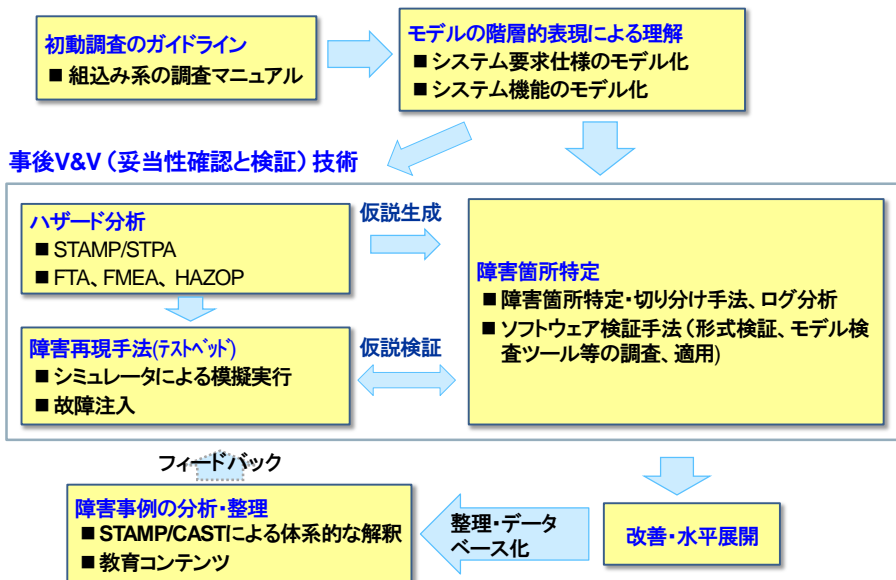 初動調査のガイドライン
■ 組込み系の調査マニュアル
モデルの階層的表現による理解
■ システム要求仕様のモデル化
■ システム機能のモデル化
事後V&V（妥当性確認と検証）技術
ハザード分析
■ STAMP/STPA
■ FTA、FMEA、HAZOP
仮説生成
障害箇所特定
■ 障害箇所特定・切り分け手法、ログ分析
■ ソフトウェア検証手法（形式検証、モデル検
査ツール等の調査、適用)
障害再現手法(ﾃｽﾄﾍﾞｯﾄﾞ)
■ シミュレータによる模擬実行
■ 故障注入
仮説検証
フィードバック
障害事例の分析・整理
■ STAMP/CASTによる体系的な解釈
■ 教育コンテンツ
整理・データ
ベース化
改善・水平展開